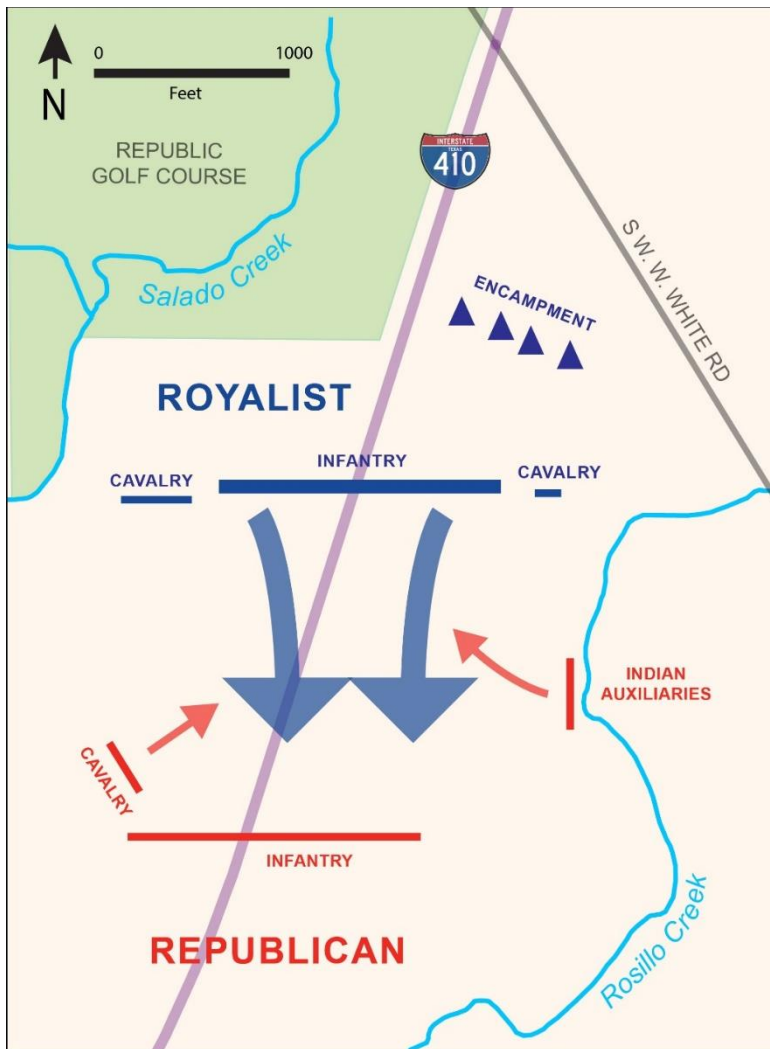 0 1000
Feet
N
REPUBLIC
GOLF COURSE
INTERSTATE
TEXAS
410
Salado Creek
S W. W. WHITE RD
ENCAMPMENT
ROYALIST
CAVALRY
INFANTRY
CAVALRY
INDIAN
AUXILIARIES
CAVALRY
INFANTRY
REPUBLICAN
Rosillo Creek